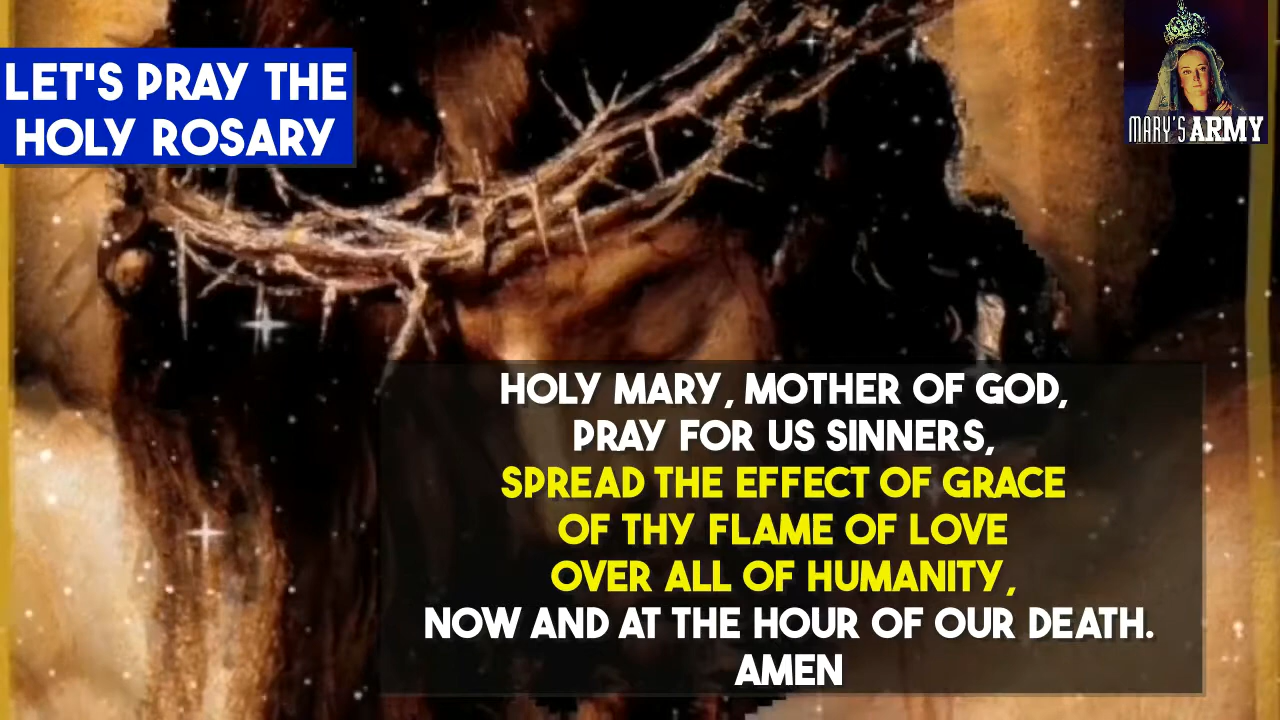 LET'S PRAY THE
HOLY ROSARY
MARY'S ARMY
HOLY MARY, MOTHER OF GOD,
PRAY FOR US SINNERS,
SPREAD THE EFFECT OF GRACE
OF THY FLAME OF LOVE
OVER ALL OF HUMANITY,
NOW AND AT THE HOUR OF OUR DEATH.
AMEN